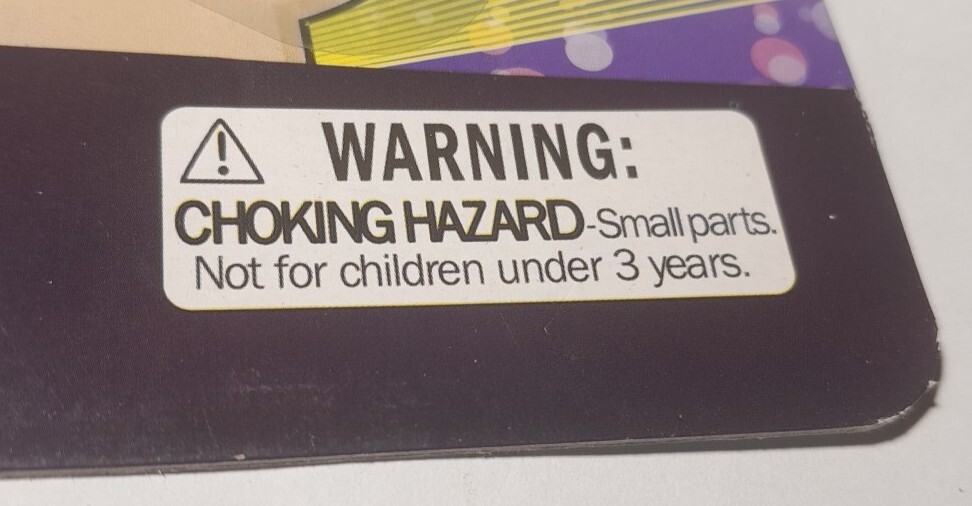 WARNING:
CHOKING HAZARD-Small parts.
Not for children under 3 years.